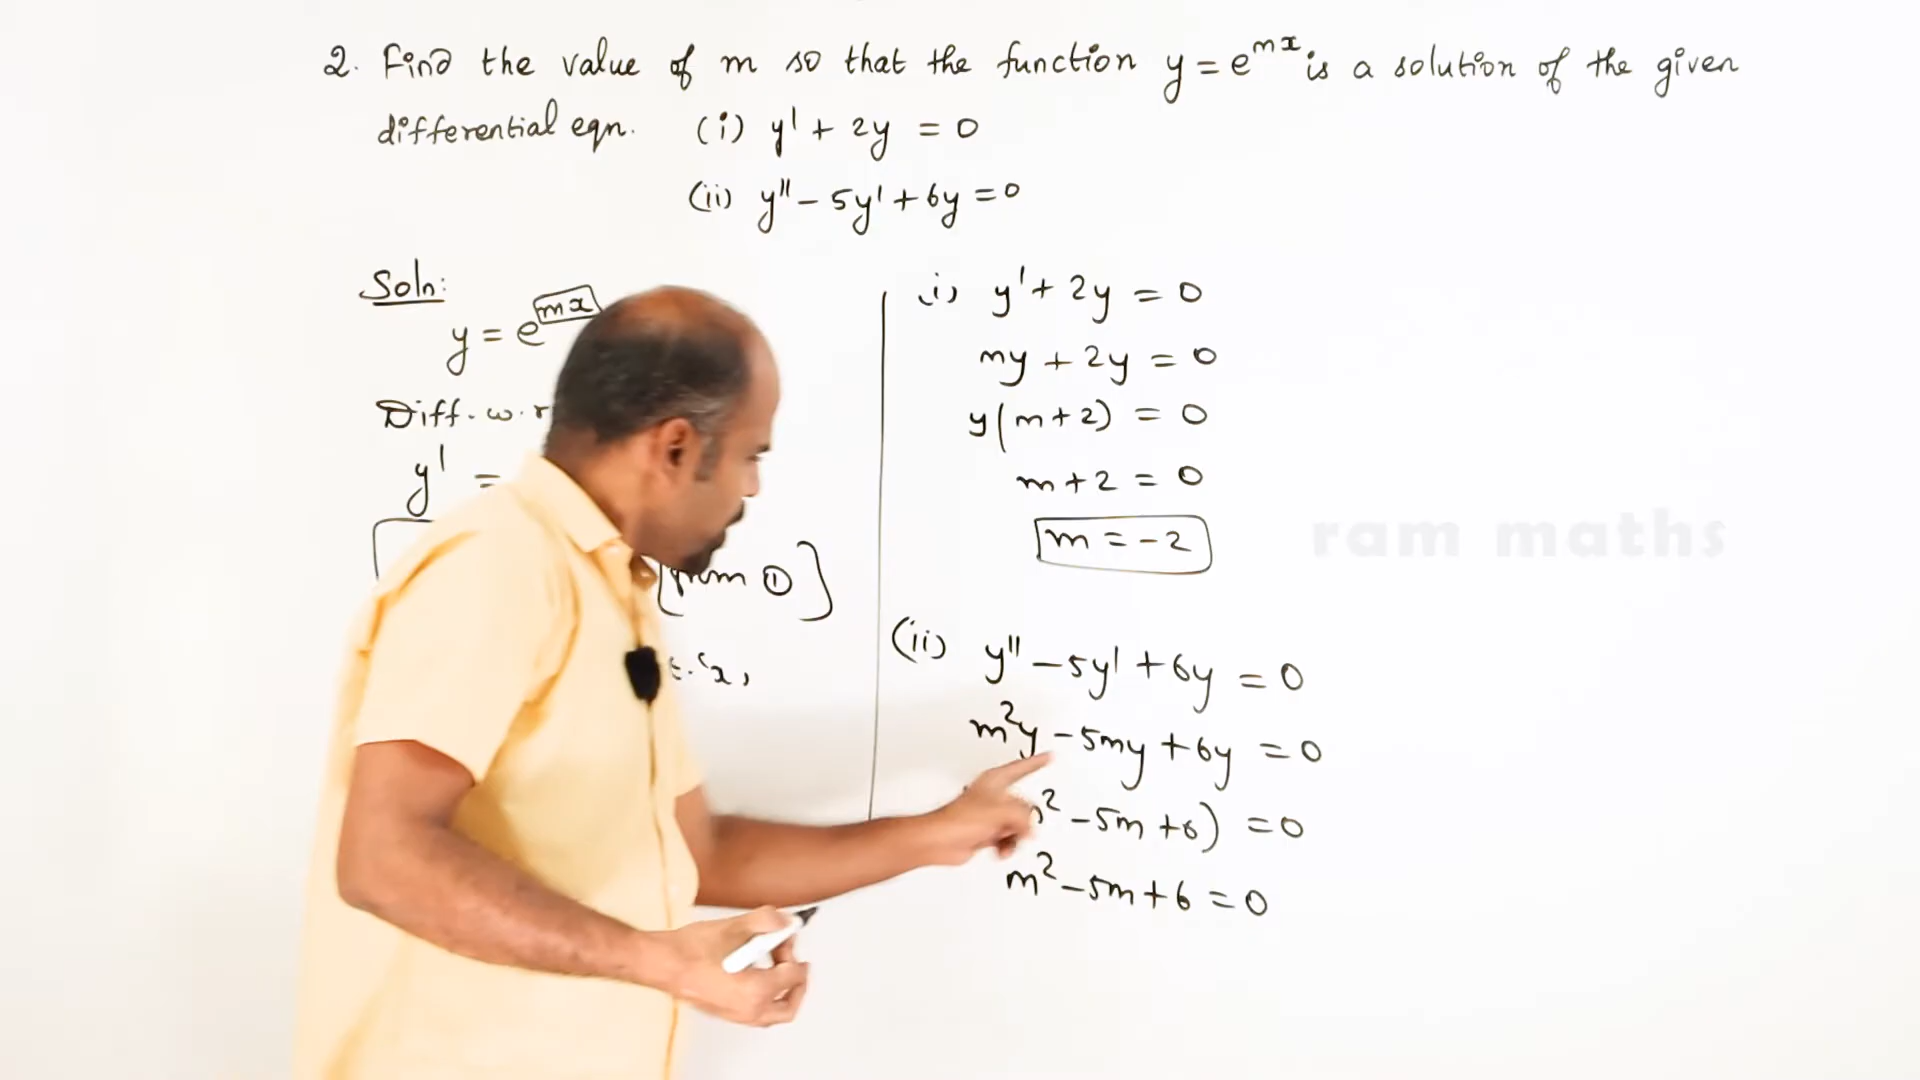 2. Find the value of m so that the function y = e^mx is a solution of the given
differential eqn. (i) y' + 2y = 0
(ii) y'' - 5y' + 6y = 0
Soln:
y = e^mx
Diff. w.r
y' =
[from ①]
t. 'x,
(i) y' + 2y = 0
my + 2y = 0
y(m+2) = 0
m + 2 = 0
m = -2
(ii) y'' - 5y' + 6y = 0
m²y - 5my + 6y = 0
² - 5m + 6) = 0
m² - 5m + 6 = 0
ram maths